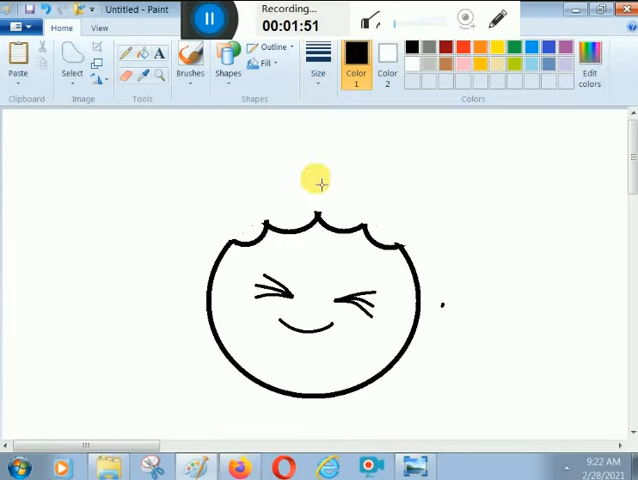 Untitled - Paint
Recording...
00:01:51
Home
View
Paste
Select
A
Brushes
Shapes
Outline
Fill
Size
Color
1
Color
2
Edit
colors
Clipboard
Image
Tools
Shapes
Colors
9:22 AM
2/28/2021